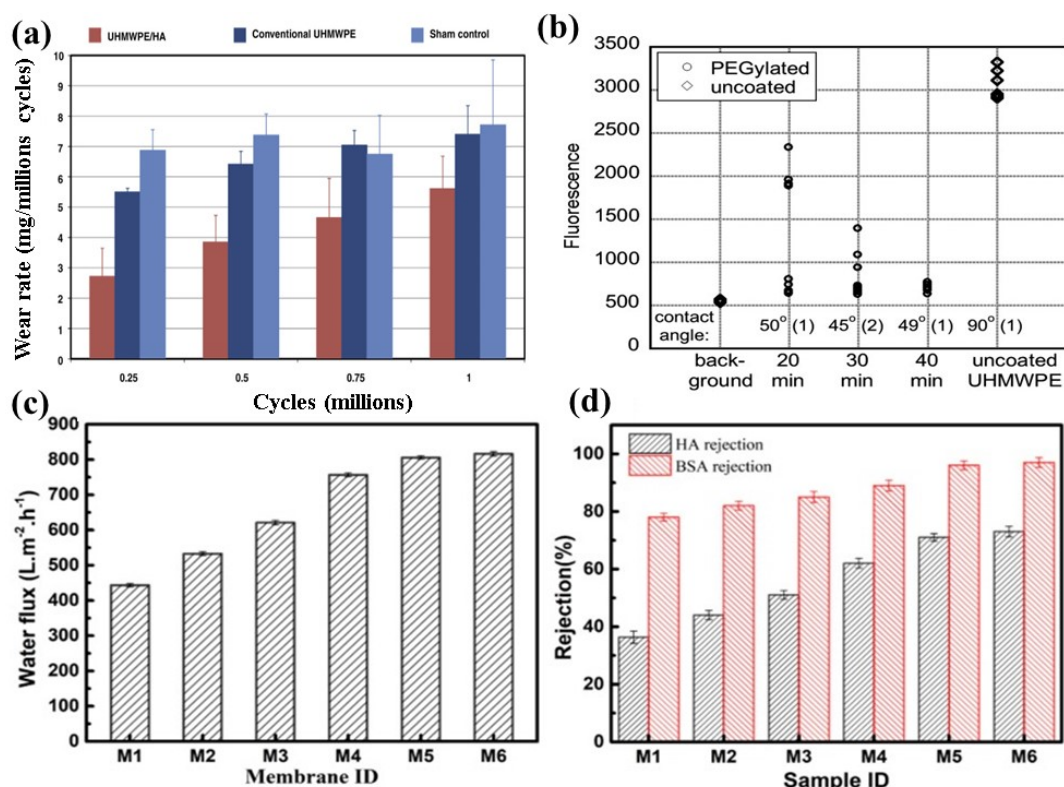 (a)
UHMWPE/HA Conventional UHMWPE Sham control
Wear rate (mg/millions cycles)
10
9
8
7
6
5
4
3
2
1
0
0.25 0.5 0.75 1
Cycles (millions)
(b)
PEGylated
uncoated
Fluorescence
3500
3000
2500
2000
1500
1000
500
0
contact angle: 50° (1) 45° (2) 49° (1) 90° (1)
back-ground 20 min 30 min 40 min uncoated UHMWPE
(c)
Water flux (L.m⁻².h⁻¹)
900
800
700
600
500
400
300
200
100
0
M1 M2 M3 M4 M5 M6
Membrane ID
(d)
HA rejection
BSA rejection
Rejection(%)
100
80
60
40
20
0
M1 M2 M3 M4 M5 M6
Sample ID